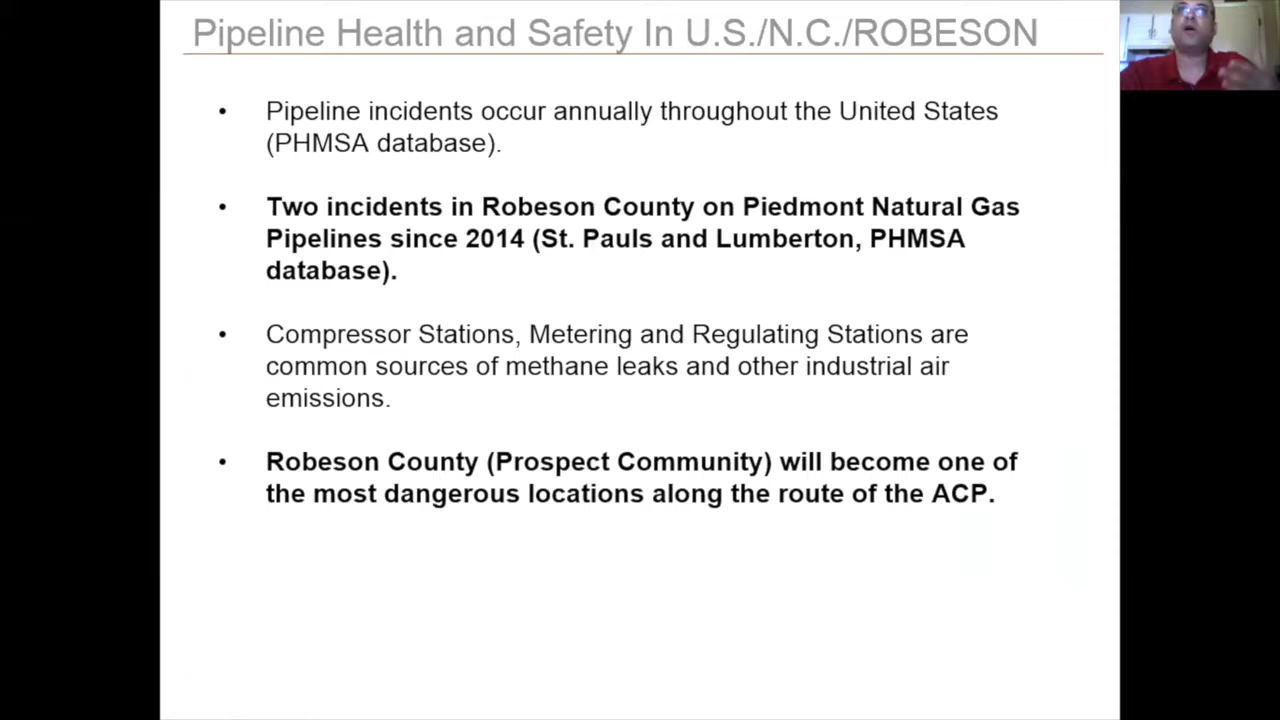 Pipeline Health and Safety In U.S./N.C./ROBESON
• Pipeline incidents occur annually throughout the United States
(PHMSA database).
• Two incidents in Robeson County on Piedmont Natural Gas
Pipelines since 2014 (St. Pauls and Lumberton, PHMSA
database).
• Compressor Stations, Metering and Regulating Stations are
common sources of methane leaks and other industrial air
emissions.
• Robeson County (Prospect Community) will become one of
the most dangerous locations along the route of the ACP.